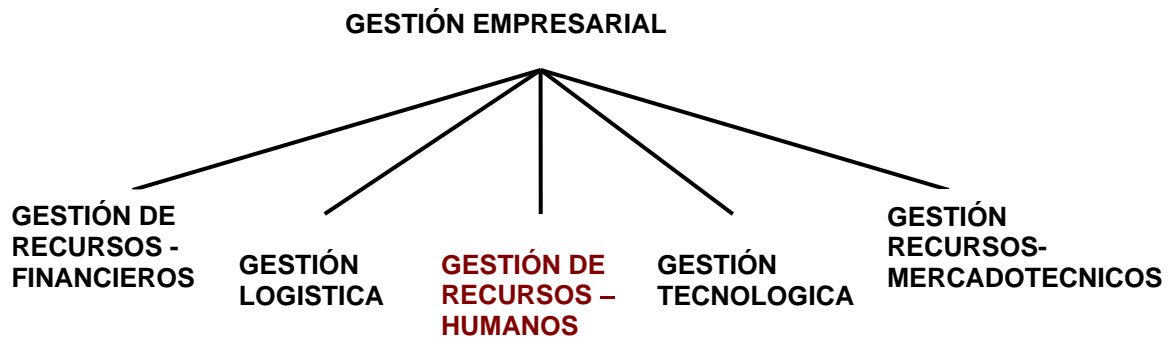 GESTIÓN EMPRESARIAL
GESTIÓN DE
RECURSOS -
FINANCIEROS
GESTIÓN
LOGISTICA
GESTIÓN DE
RECURSOS –
HUMANOS
GESTIÓN
TECNOLOGICA
GESTIÓN
RECURSOS-
MERCADOTECNICOS